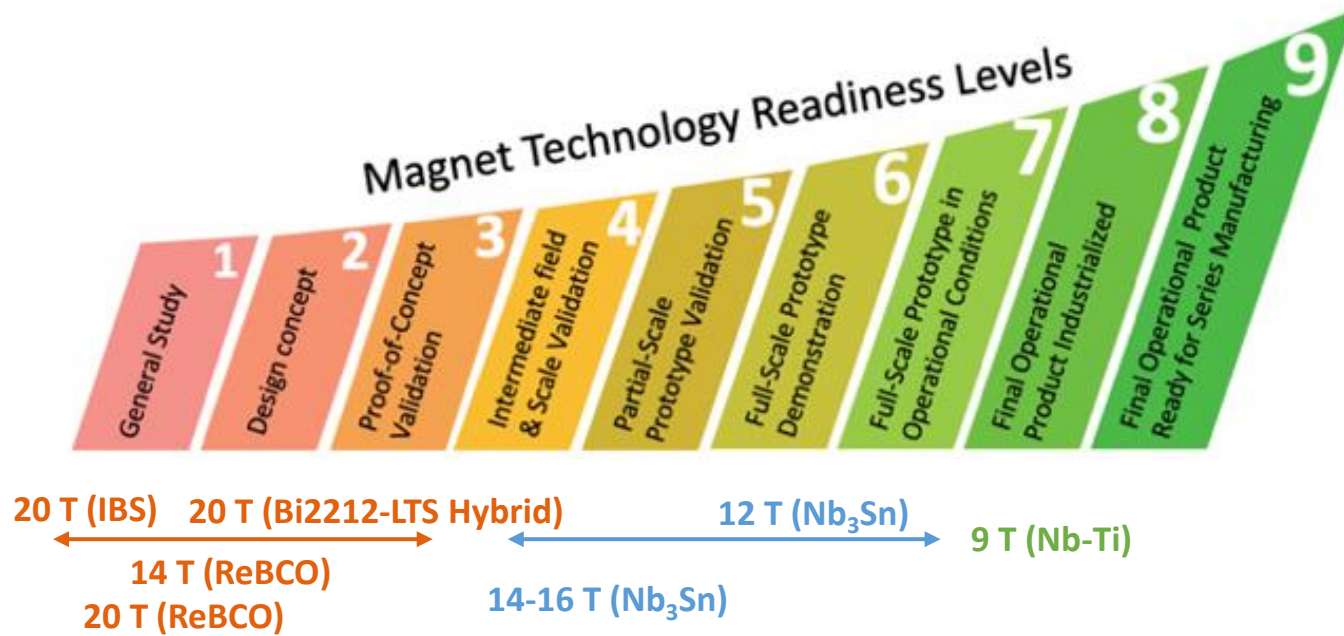 Magnet Technology Readiness Levels
1
General Study
2
Design concept
3
Proof-of-Concept
Validation
4
Intermediate field
& Scale Validation
5
Partial-Scale
Prototype Validation
6
Full-Scale Prototype
Demonstration
7
Full-Scale Prototype in
Operational Conditions
8
Final Operational
Product Industrialized
9
Final Operational Product
Ready for Series Manufacturing
20 T (IBS)
20 T (Bi2212-LTS Hybrid)
12 T (Nb₃Sn)
9 T (Nb-Ti)
14 T (ReBCO)
14-16 T (Nb₃Sn)
20 T (ReBCO)